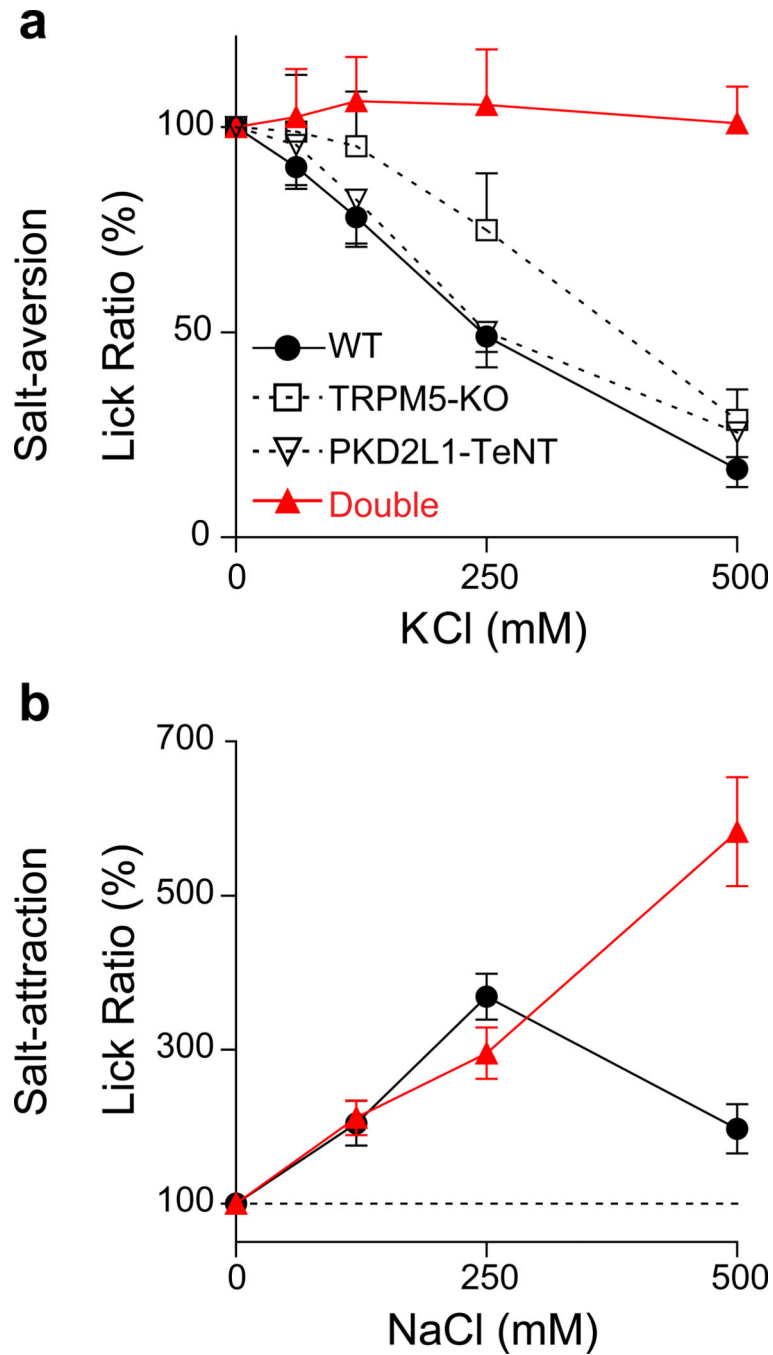 a
Salt-aversion
Lick Ratio (%)
100
50
0
WT
TRPM5-KO
PKD2L1-TeNT
Double
0 250 500
KCl (mM)
b
Salt-attraction
Lick Ratio (%)
700
500
300
100
0 250 500
NaCl (mM)